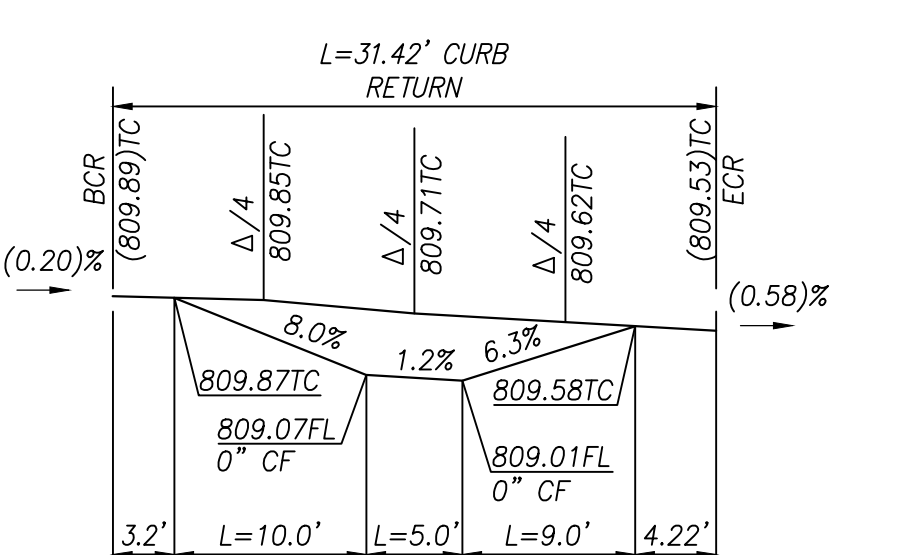 L=31.42' CURB
RETURN
BCR
(809.89)TC
Δ/4
809.85TC
Δ/4
809.71TC
Δ/4
809.62TC
(809.53)TC
ECR
(0.20)%
(0.58)%
8.0%
1.2%
6.3%
809.87TC
809.58TC
809.07FL
0" CF
809.01FL
0" CF
3.2'
L=10.0'
L=5.0'
L=9.0'
4.22'